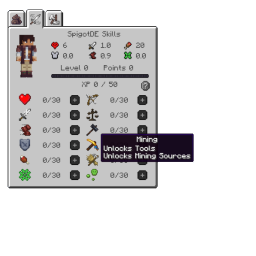 SpigotDE Skills
6 1.0 20
0.0 0.9 0.0
Level 0 Points 0
XP 0 / 50
0/30 + 0/30 +
0/30 + 0/30 +
0/30 + 0/30 +
0/30 +
Mining
Unlocks Tools
Unlocks Mining Sources
0/30 + 0/30 +
0/30 + 0/30 +